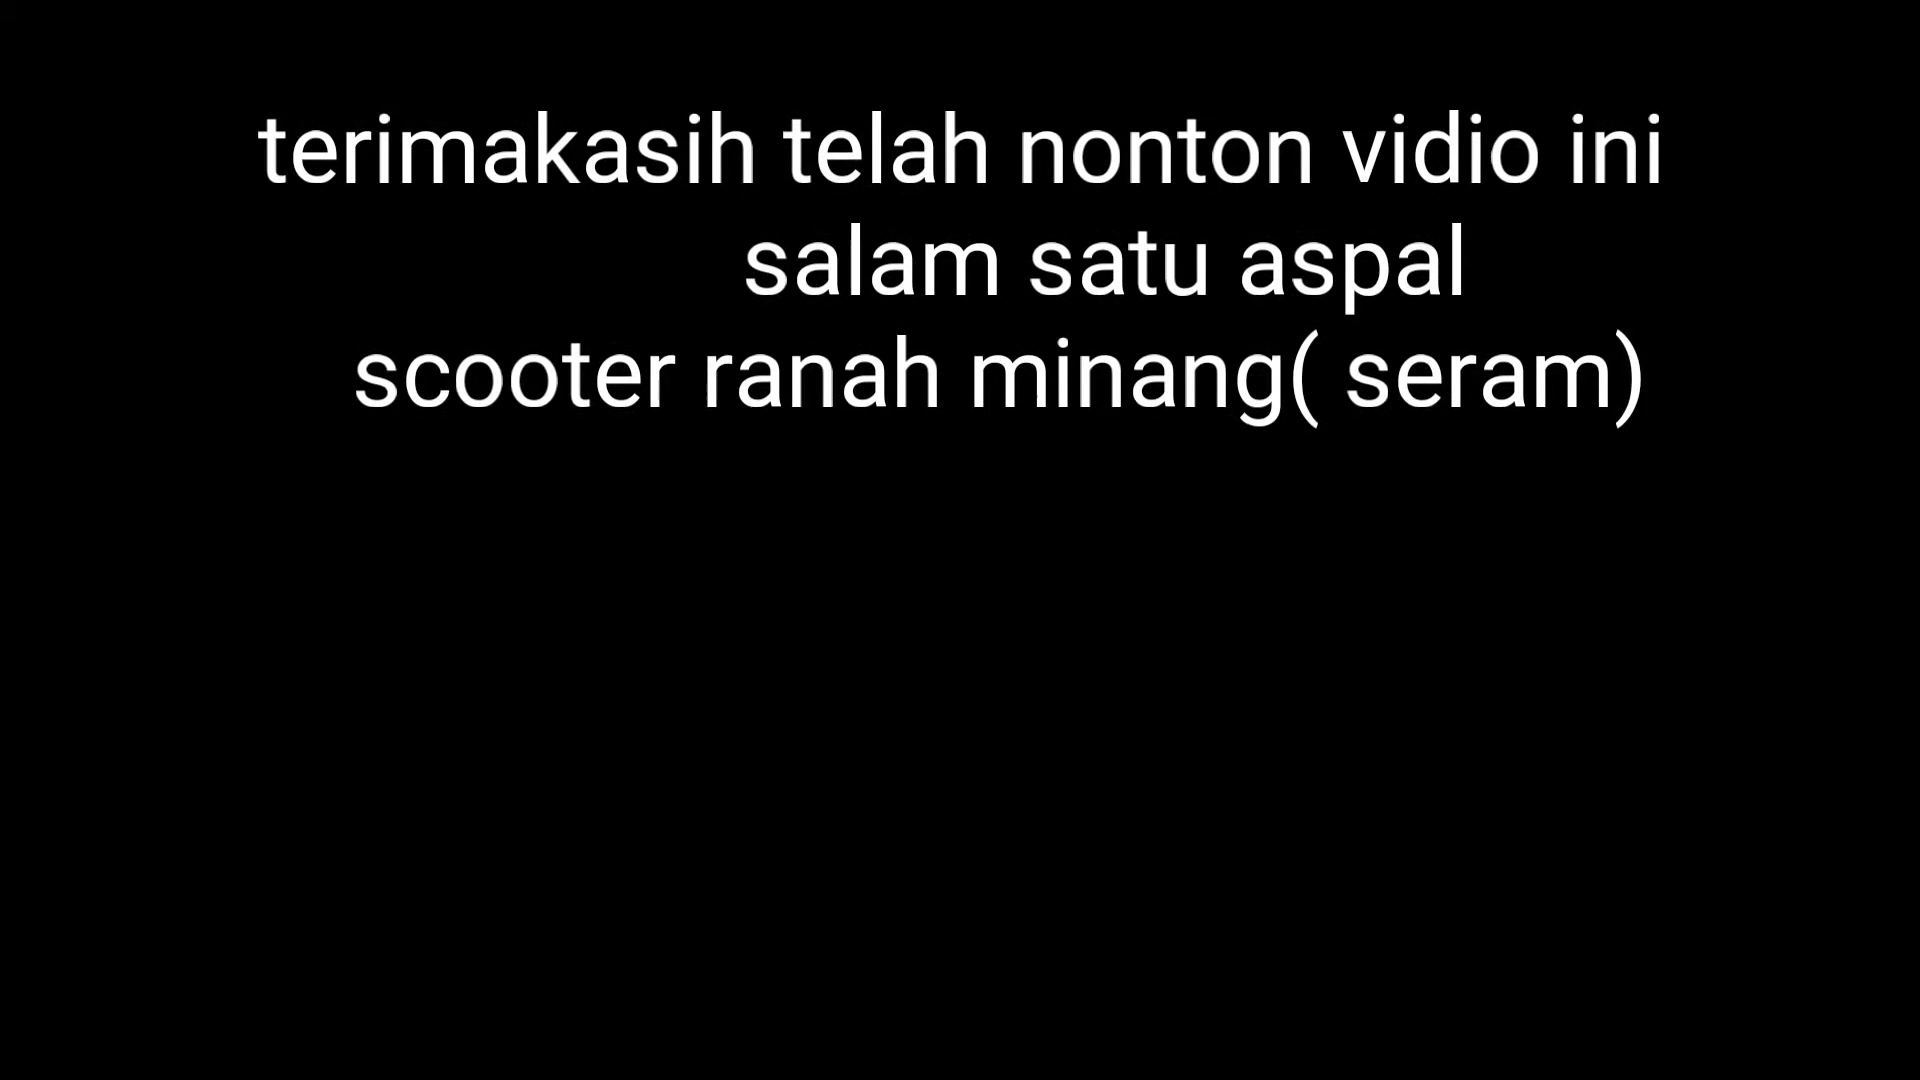 terimakasih telah nonton vidio ini
salam satu aspal
scooter ranah minang( seram)